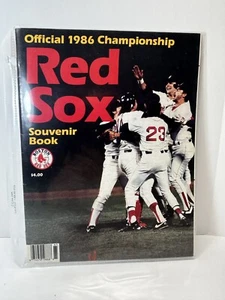 Official 1986 Championship
Red
Sox
Souvenir
Book
23
$4.00